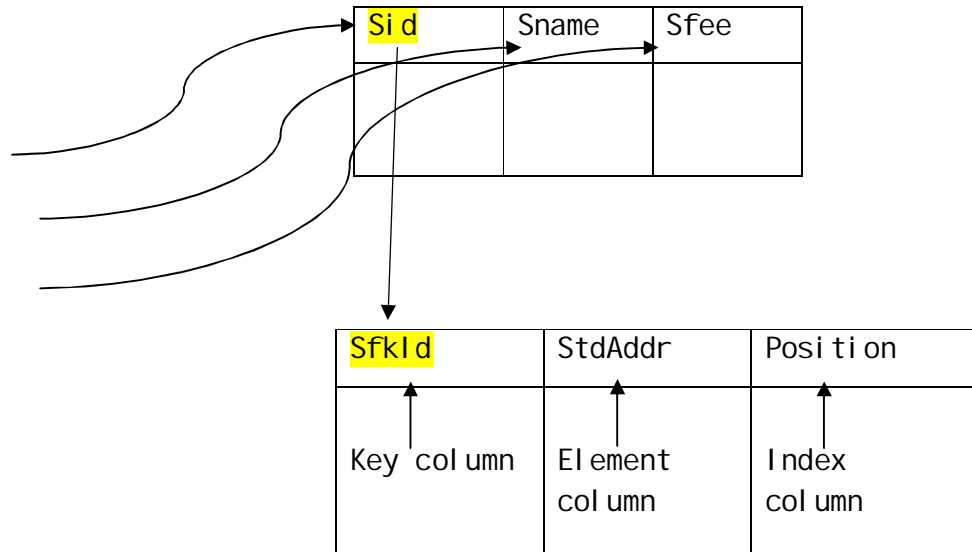 Sid Sname Sfee
SfkId StdAddr Position
Key column Element column Index column